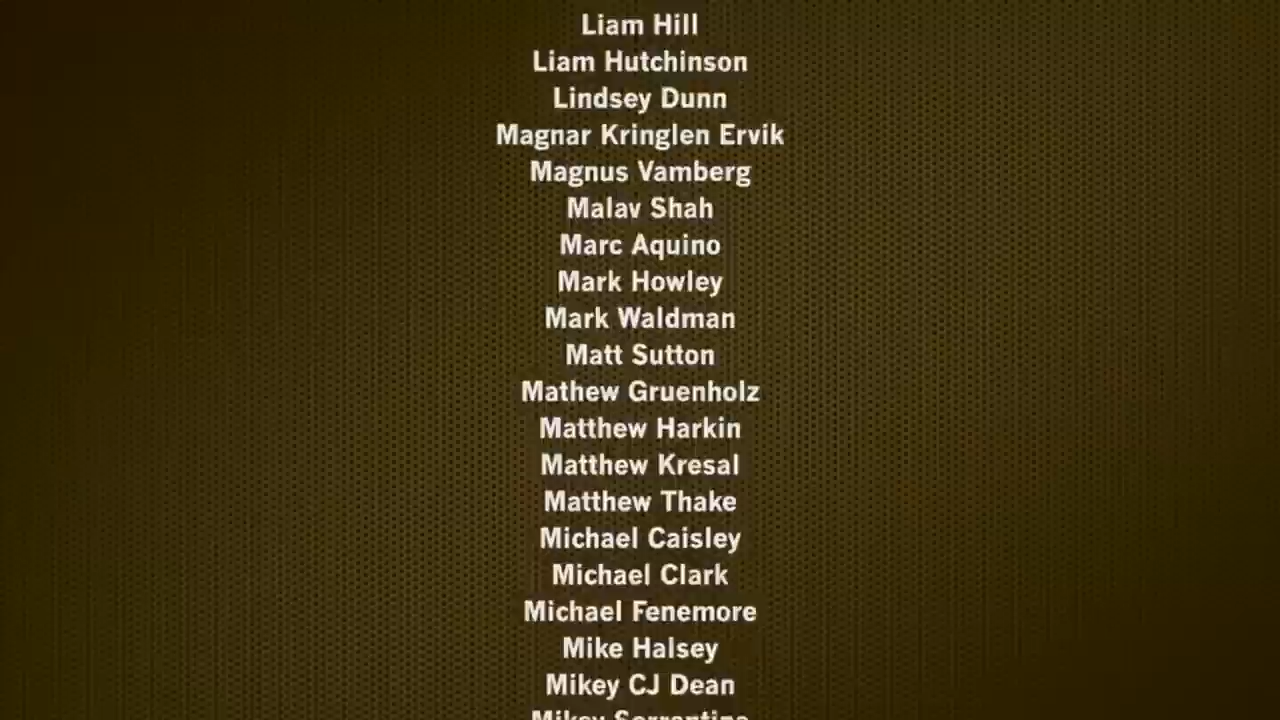 Liam Hill
Liam Hutchinson
Lindsey Dunn
Magnar Kringlen Ervik
Magnus Vamberg
Malav Shah
Marc Aquino
Mark Howley
Mark Waldman
Matt Sutton
Mathew Gruenholz
Matthew Harkin
Matthew Kresal
Matthew Thake
Michael Caisley
Michael Clark
Michael Fenemore
Mike Halsey
Mikey CJ Dean
Mikey Sorrentino